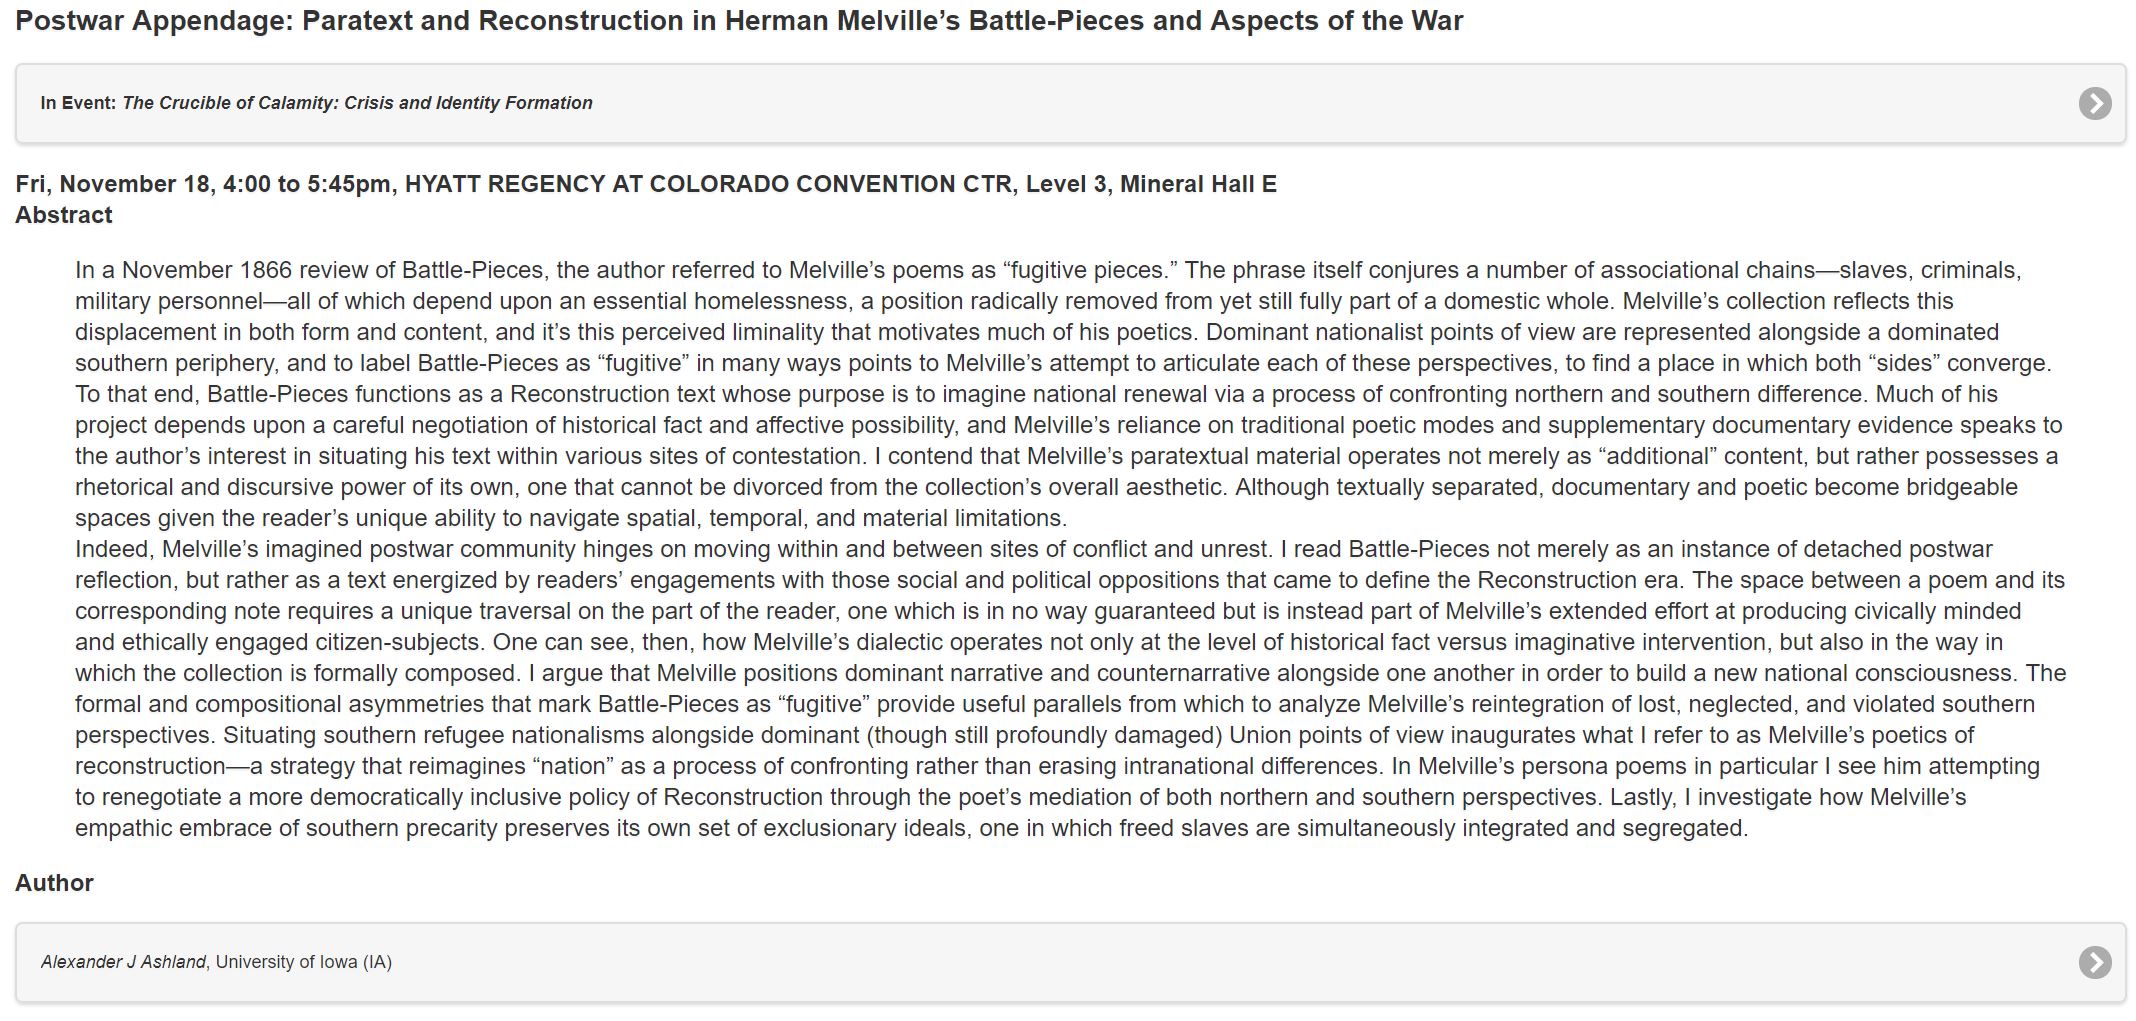 Postwar Appendage: Paratext and Reconstruction in Herman Melville’s Battle-Pieces and Aspects of the War
In Event: The Crucible of Calamity: Crisis and Identity Formation
Fri, November 18, 4:00 to 5:45pm, HYATT REGENCY AT COLORADO CONVENTION CTR, Level 3, Mineral Hall E
Abstract
In a November 1866 review of Battle-Pieces, the author referred to Melville’s poems as “fugitive pieces.” The phrase itself conjures a number of associational chains—slaves, criminals,
military personnel—all of which depend upon an essential homelessness, a position radically removed from yet still fully part of a domestic whole. Melville’s collection reflects this
displacement in both form and content, and it’s this perceived liminality that motivates much of his poetics. Dominant nationalist points of view are represented alongside a dominated
southern periphery, and to label Battle-Pieces as “fugitive” in many ways points to Melville’s attempt to articulate each of these perspectives, to find a place in which both “sides” converge.
To that end, Battle-Pieces functions as a Reconstruction text whose purpose is to imagine national renewal via a process of confronting northern and southern difference. Much of his
project depends upon a careful negotiation of historical fact and affective possibility, and Melville’s reliance on traditional poetic modes and supplementary documentary evidence speaks to
the author’s interest in situating his text within various sites of contestation. I contend that Melville’s paratextual material operates not merely as “additional” content, but rather possesses a
rhetorical and discursive power of its own, one that cannot be divorced from the collection’s overall aesthetic. Although textually separated, documentary and poetic become bridgeable
spaces given the reader’s unique ability to navigate spatial, temporal, and material limitations.
Indeed, Melville’s imagined postwar community hinges on moving within and between sites of conflict and unrest. I read Battle-Pieces not merely as an instance of detached postwar
reflection, but rather as a text energized by readers’ engagements with those social and political oppositions that came to define the Reconstruction era. The space between a poem and its
corresponding note requires a unique traversal on the part of the reader, one which is in no way guaranteed but is instead part of Melville’s extended effort at producing civically minded
and ethically engaged citizen-subjects. One can see, then, how Melville’s dialectic operates not only at the level of historical fact versus imaginative intervention, but also in the way in
which the collection is formally composed. I argue that Melville positions dominant narrative and counternarrative alongside one another in order to build a new national consciousness. The
formal and compositional asymmetries that mark Battle-Pieces as “fugitive” provide useful parallels from which to analyze Melville’s reintegration of lost, neglected, and violated southern
perspectives. Situating southern refugee nationalisms alongside dominant (though still profoundly damaged) Union points of view inaugurates what I refer to as Melville’s poetics of
reconstruction—a strategy that reimagines “nation” as a process of confronting rather than erasing intranational differences. In Melville’s persona poems in particular I see him attempting
to renegotiate a more democratically inclusive policy of Reconstruction through the poet’s mediation of both northern and southern perspectives. Lastly, I investigate how Melville’s
empathic embrace of southern precarity preserves its own set of exclusionary ideals, one in which freed slaves are simultaneously integrated and segregated.
Author
Alexander J Ashland, University of Iowa (IA)